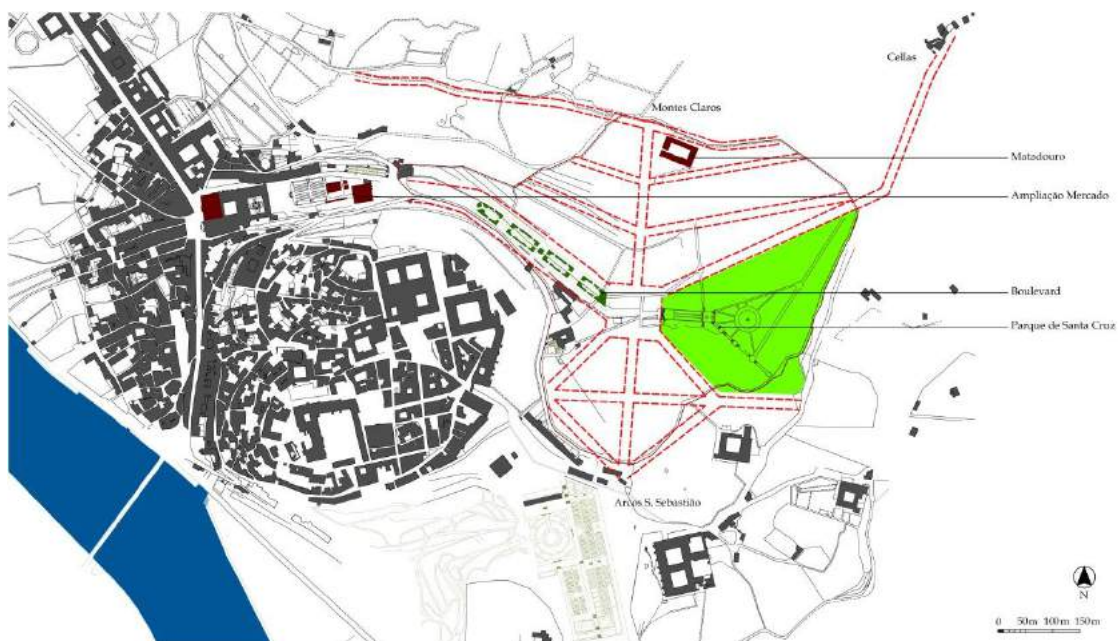 Cellas
Montes Claros
Matadouro
Ampliação Mercado
Boulevard
Parque de Santa Cruz
Arcos S. Sebastião
N
0 50m 100m 150m